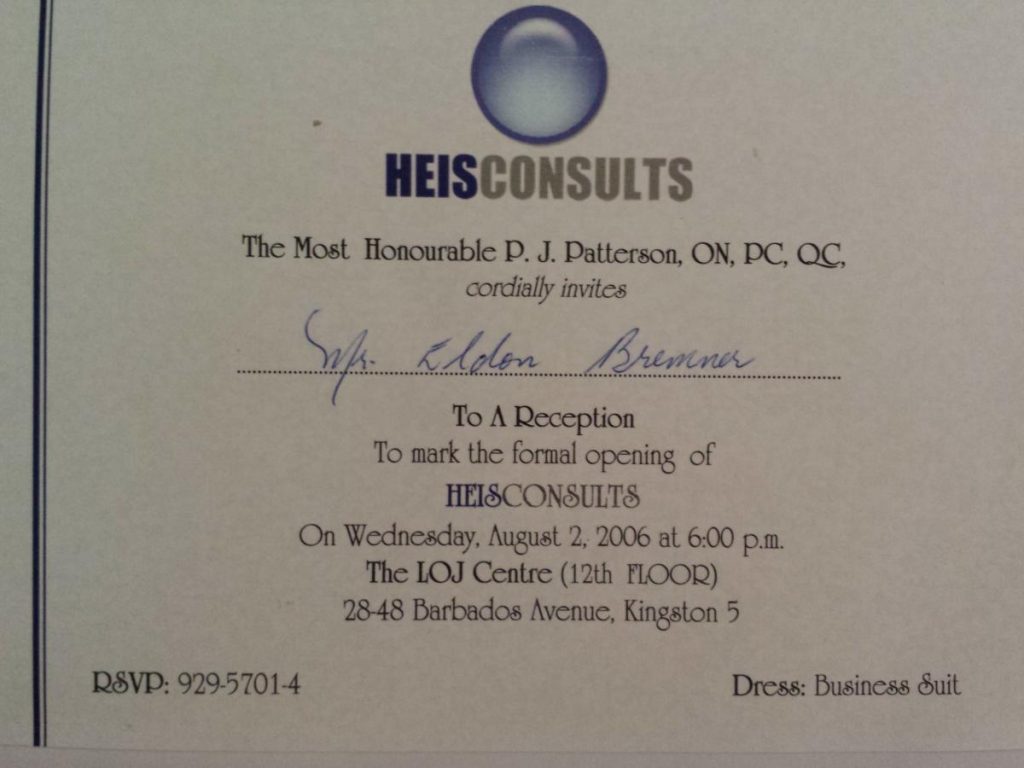 HEISCONSULTS
The Most Honourable P. J. Patterson, ON, PC, QC,
cordially invites
Mr. Eldon Bremner
To A Reception
To mark the formal opening of
HEISCONSULTS
On Wednesday, August 2, 2006 at 6:00 p.m.
The LOJ Centre (12th FLOOR)
28-48 Barbados Avenue, Kingston 5
RSVP: 929-5701-4
Dress: Business Suit